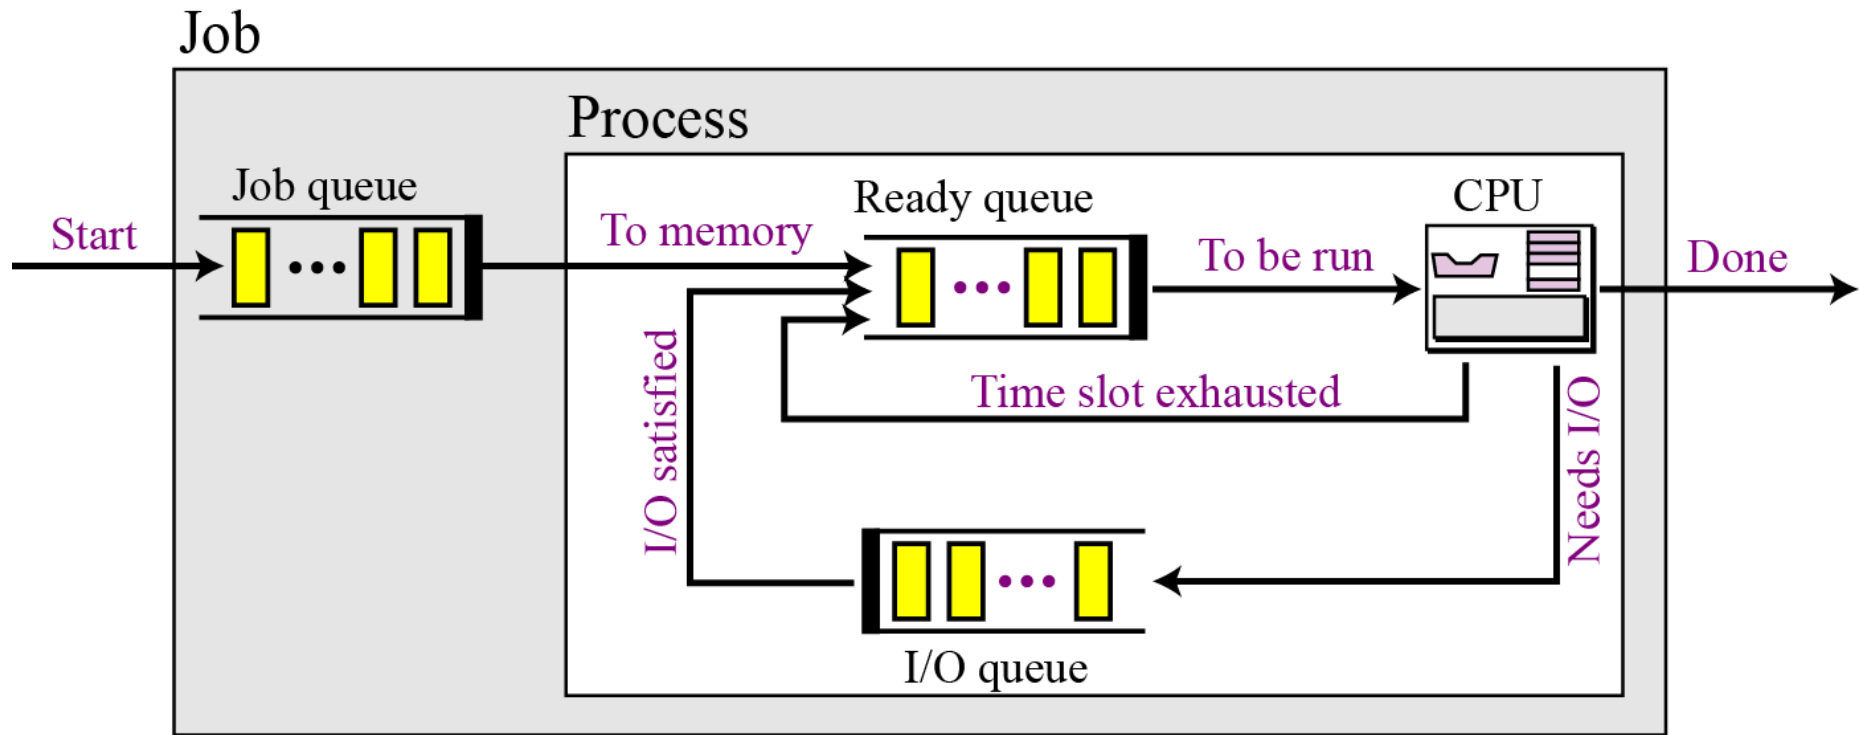 Job
Process
Job queue
Ready queue
CPU
Start
To memory
To be run
Done
Time slot exhausted
I/O satisfied
Needs I/O
I/O queue